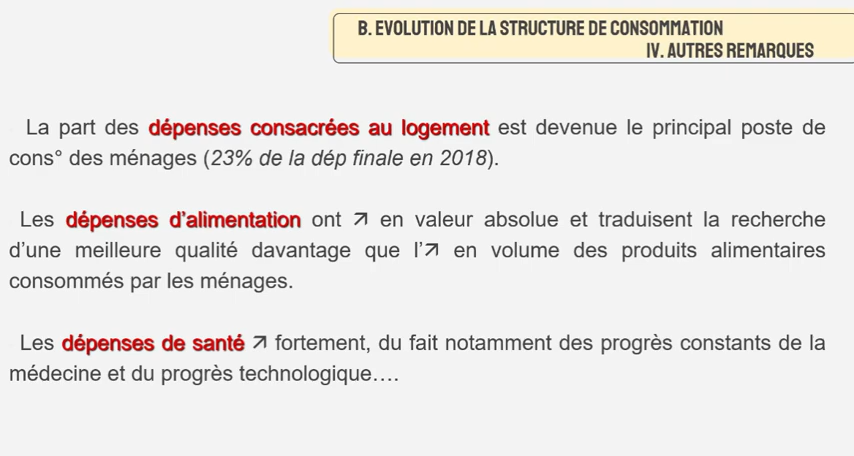 B. EVOLUTION DE LA STRUCTURE DE CONSOMMATION
IV. AUTRES REMARQUES
La part des dépenses consacrées au logement est devenue le principal poste de
cons° des ménages (23% de la dép finale en 2018).
Les dépenses d'alimentation ont ↗ en valeur absolue et traduisent la recherche
d'une meilleure qualité davantage que l'↗ en volume des produits alimentaires
consommés par les ménages.
Les dépenses de santé ↗ fortement, du fait notamment des progrès constants de la
médecine et du progrès technologique….